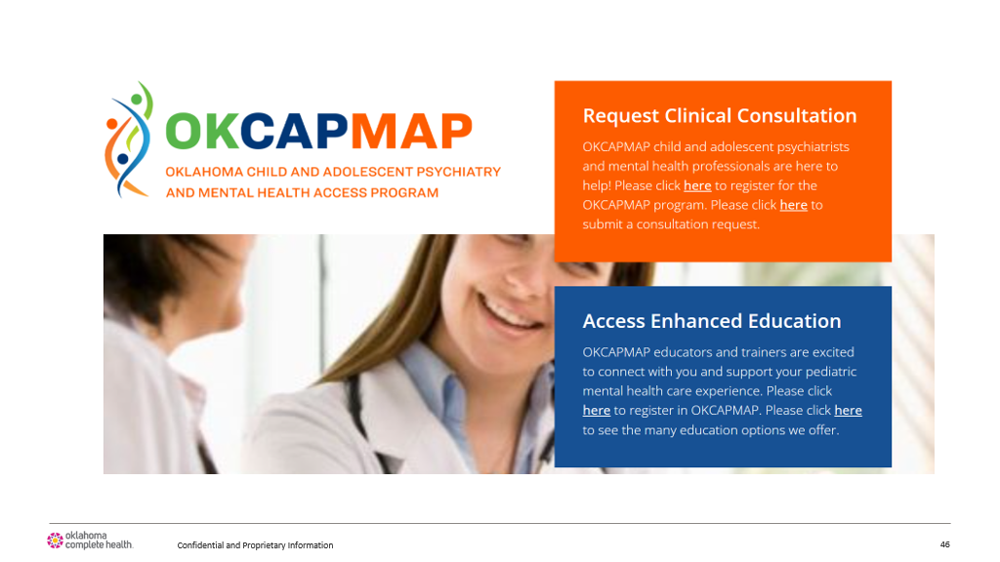 OKCAPMAP
OKLAHOMA CHILD AND ADOLESCENT PSYCHIATRY
AND MENTAL HEALTH ACCESS PROGRAM
Request Clinical Consultation
OKCAPMAP child and adolescent psychiatrists
and mental health professionals are here to
help! Please click here to register for the
OKCAPMAP program. Please click here to
submit a consultation request.
Access Enhanced Education
OKCAPMAP educators and trainers are excited
to connect with you and support your pediatric
mental health care experience. Please click
here to register in OKCAPMAP. Please click here
to see the many education options we offer.
oklahoma
complete health.
Confidential and Proprietary Information
46